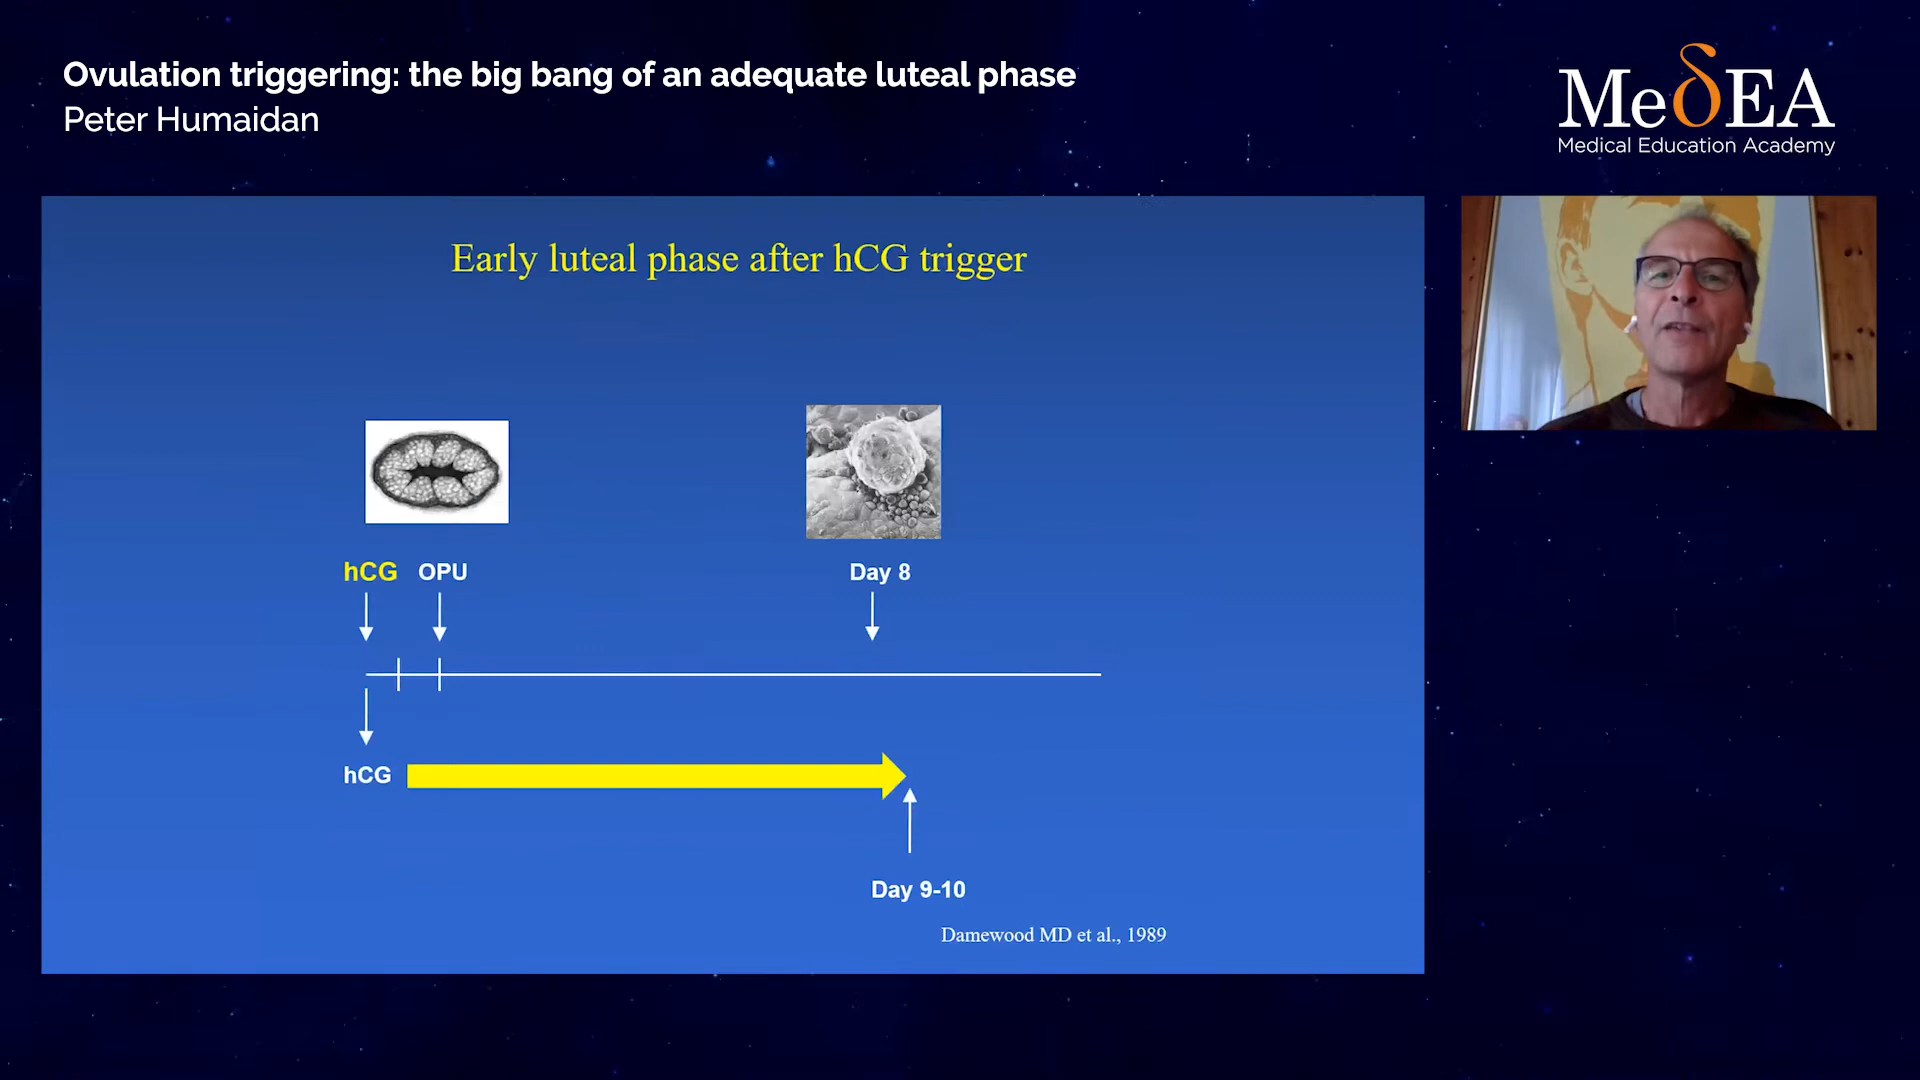 Ovulation triggering: the big bang of an adequate luteal phase
Peter Humaidan
MeδEA
Medical Education Academy
Early luteal phase after hCG trigger
hCG OPU
Day 8
hCG
Day 9-10
Damewood MD et al., 1989